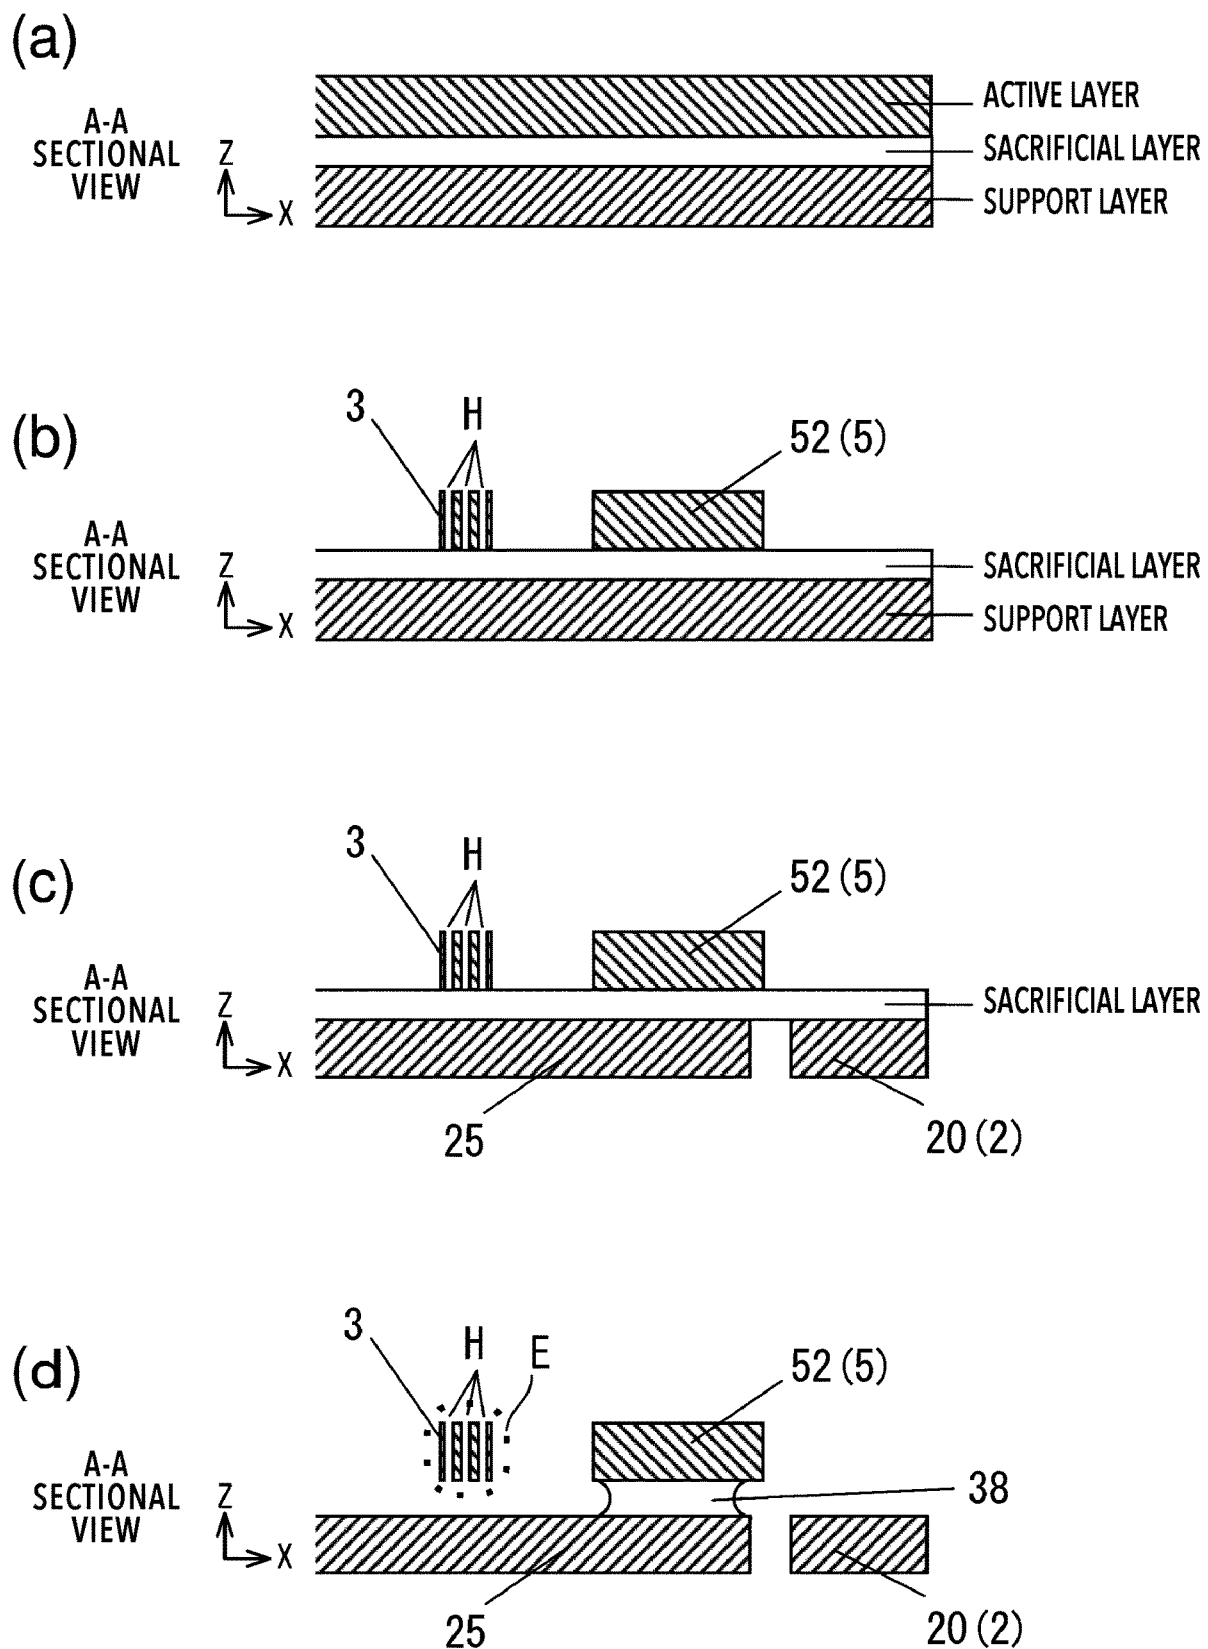 (a)
A-A
SECTIONAL
VIEW
Z
X
ACTIVE LAYER
SACRIFICIAL LAYER
SUPPORT LAYER
(b)
A-A
SECTIONAL
VIEW
Z
X
3
H
52(5)
SACRIFICIAL LAYER
SUPPORT LAYER
(c)
A-A
SECTIONAL
VIEW
Z
X
3
H
52(5)
SACRIFICIAL LAYER
25
20(2)
(d)
A-A
SECTIONAL
VIEW
Z
X
3
H
E
52(5)
38
25
20(2)